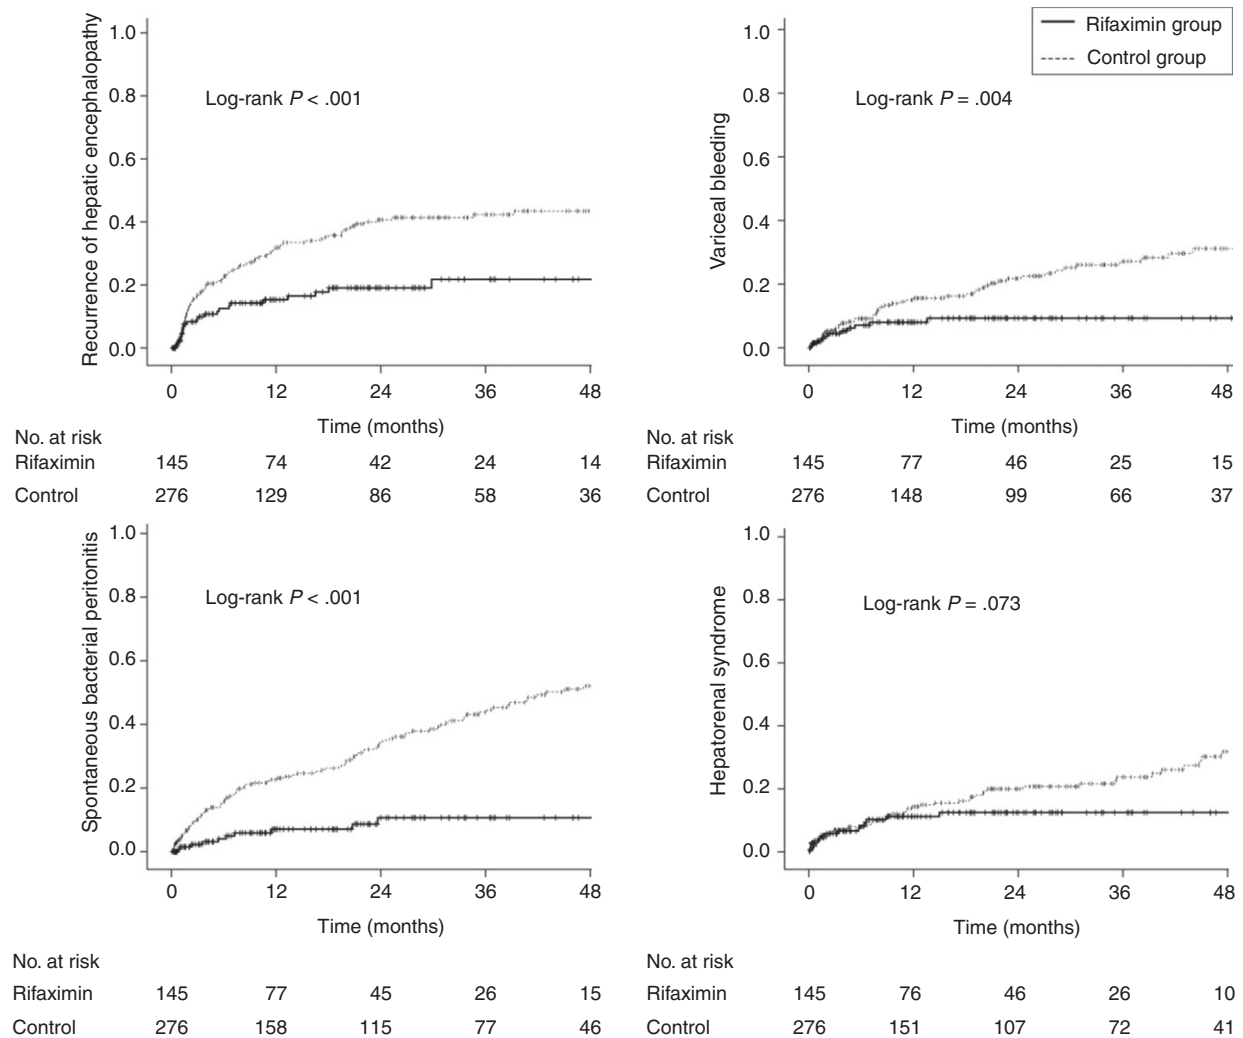 Rifaximin group
Control group
Recurrence of hepatic encephalopathy
1.0
0.8
0.6
0.4
0.2
0.0
Log-rank P < .001
0 12 24 36 48
Time (months)
No. at risk
Rifaximin 145 74 42 24 14
Control 276 129 86 58 36
Variceal bleeding
1.0
0.8
0.6
0.4
0.2
0.0
Log-rank P = .004
0 12 24 36 48
Time (months)
No. at risk
Rifaximin 145 77 46 25 15
Control 276 148 99 66 37
Spontaneous bacterial peritonitis
1.0
0.8
0.6
0.4
0.2
0.0
Log-rank P < .001
0 12 24 36 48
Time (months)
No. at risk
Rifaximin 145 77 45 26 15
Control 276 158 115 77 46
Hepatorenal syndrome
1.0
0.8
0.6
0.4
0.2
0.0
Log-rank P = .073
0 12 24 36 48
Time (months)
No. at risk
Rifaximin 145 76 46 26 10
Control 276 151 107 72 41